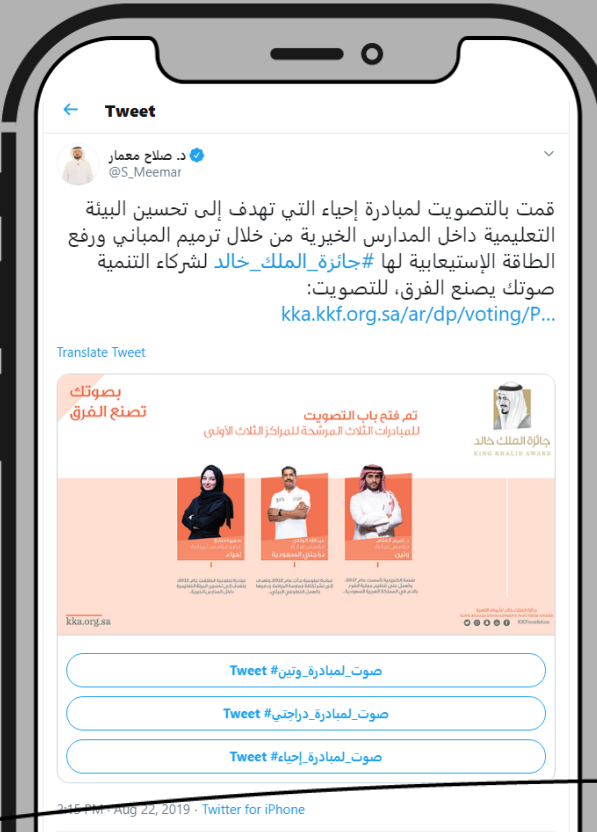 Tweet
د. صلاح معمار
@S_Meemar
قمت بالتصويت لمبادرة إحياء التي تهدف إلى تحسين البيئة
التعليمية داخل المدارس الخيرية من خلال ترميم المباني ورفع
الطاقة الإستيعابية لها #جائزة_الملك_خالد لشركاء التنمية
صوتك يصنع الفرق، للتصويت:
kka.kkf.org.sa/ar/dp/voting/P...
Translate Tweet
بصوتك
تصنع الفرق
تم فتح باب التصويت
للمبادرات الثلاث المرشحة للمراكز الثلاث الأولى
جائزة الملك خالد
KING KHALID AWARD
وتين
دراجتي السعودية
إحياء
kka.org.sa
KKFoundation
Tweet #صوت_لمبادرة_وتين
Tweet #صوت_لمبادرة_دراجتي
Tweet #صوت_لمبادرة_إحياء
2:15 PM · Aug 22, 2019 · Twitter for iPhone